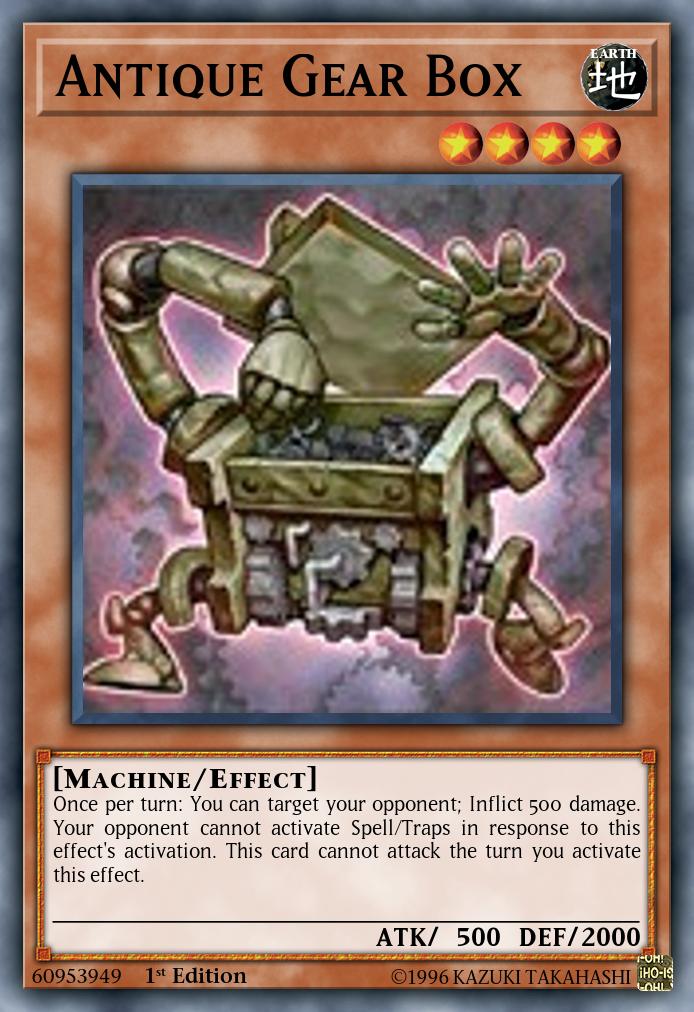 ANTIQUE GEAR BOX
EARTH
地
[MACHINE/EFFECT]
Once per turn: You can target your opponent; Inflict 500 damage.
Your opponent cannot activate Spell/Traps in response to this
effect's activation. This card cannot attack the turn you activate
this effect.
ATK/ 500 DEF/2000
60953949 1st Edition ©1996 KAZUKI TAKAHASHI